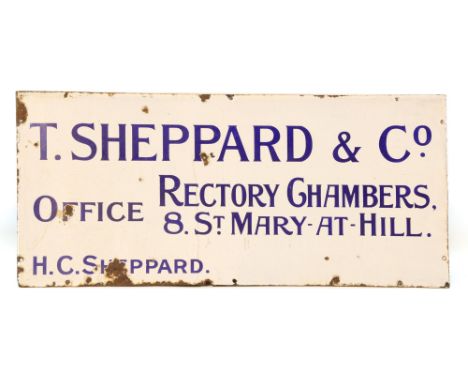 T. SHEPPARD & Cº.
OFFICE RECTORY CHAMBERS,
8. ST MARY-AT-HILL.
H.C. SHEPPARD.